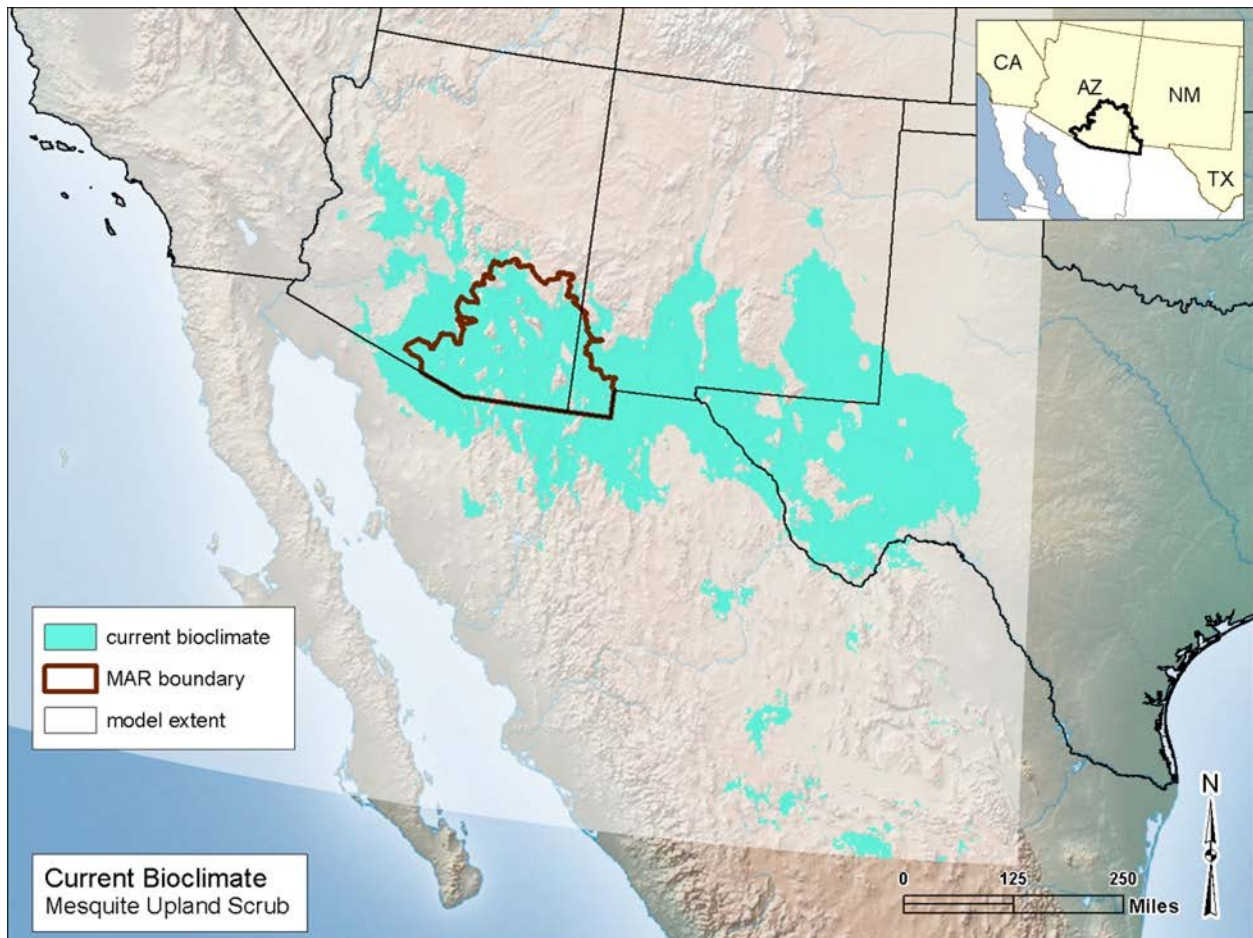 CA
AZ
NM
TX
current bioclimate
MAR boundary
model extent
Current Bioclimate
Mesquite Upland Scrub
N
0 125 250
Miles